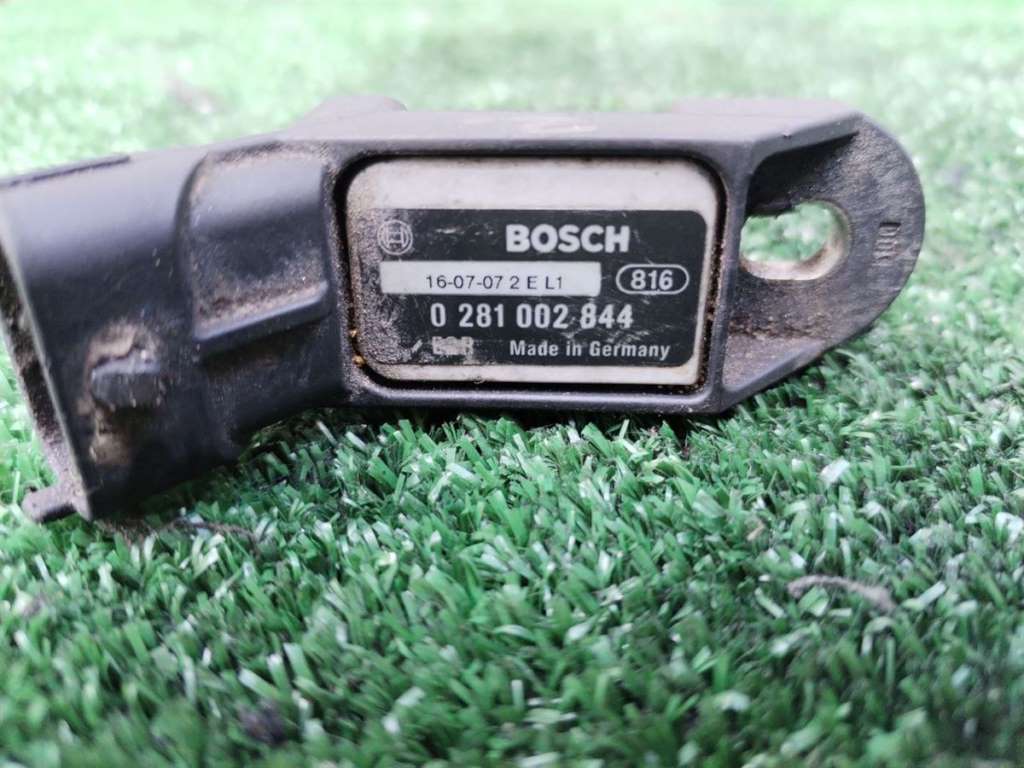 BOSCH
16-07-07 2 E L1
816
0 281 002 844
Made in Germany